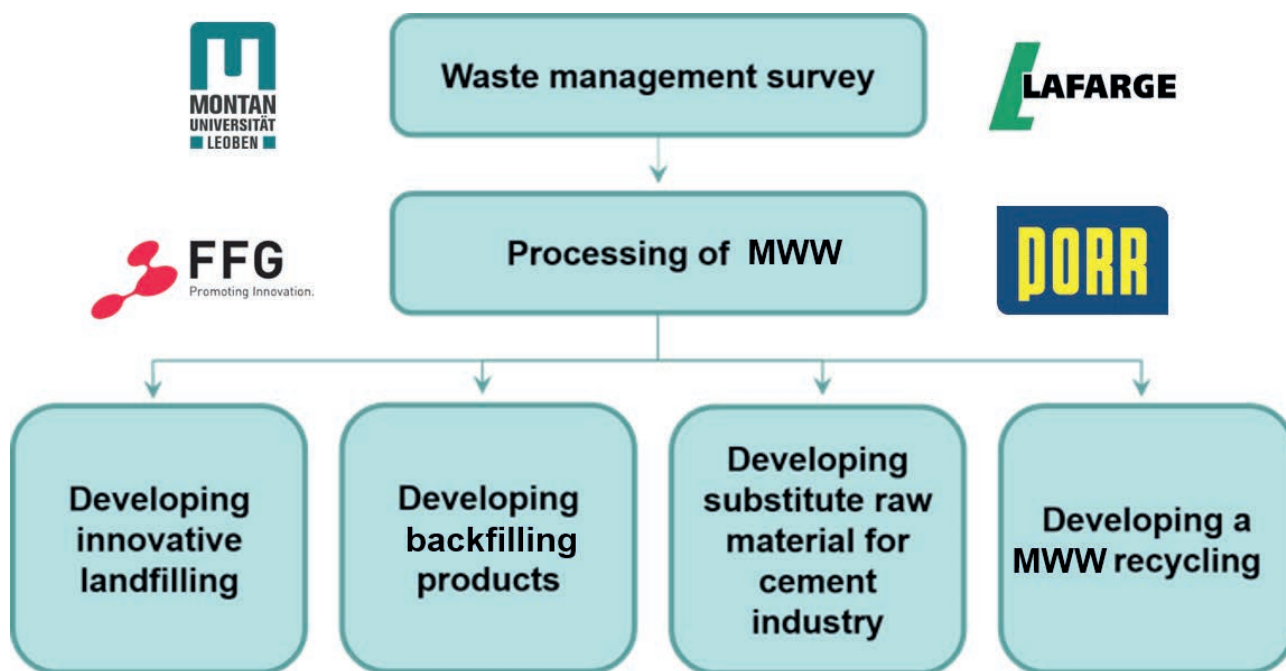 MONTAN
UNIVERSITÄT
LEOBEN
Waste management survey
LAFARGE
FFG
Promoting Innovation.
Processing of MWW
PORR
Developing
innovative
landfilling
Developing
backfilling
products
Developing
substitute raw
material for
cement
industry
Developing a
MWW recycling